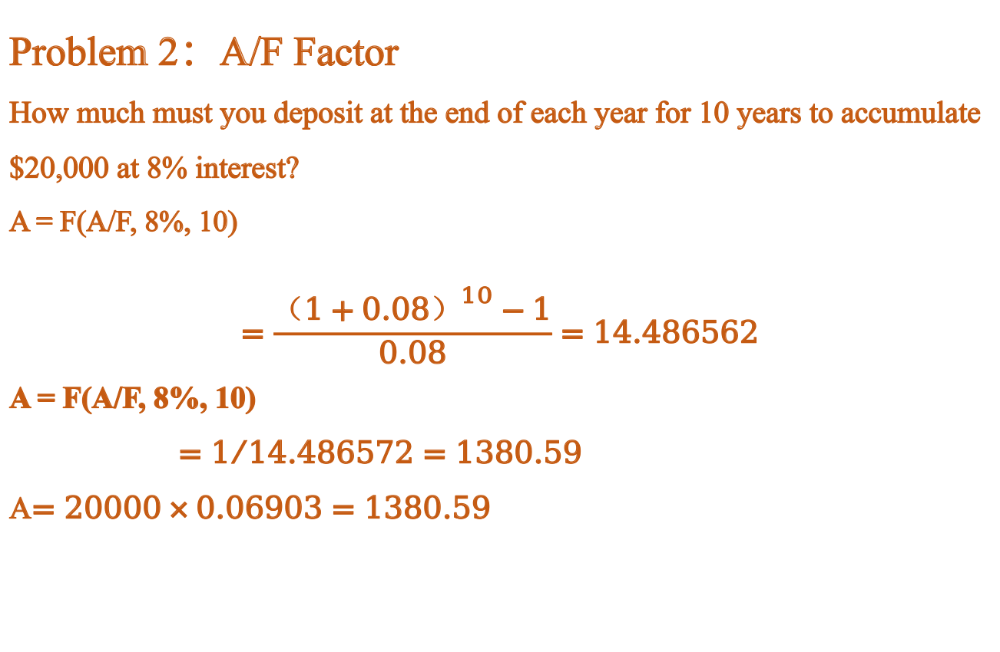 Problem 2：A/F Factor
How much must you deposit at the end of each year for 10 years to accumulate
$20,000 at 8% interest?
A = F(A/F, 8%, 10)
= （1 + 0.08）^10 − 1 / 0.08 = 14.486562
A = F(A/F, 8%, 10)
= 1/14.486572 = 1380.59
A= 20000 × 0.06903 = 1380.59